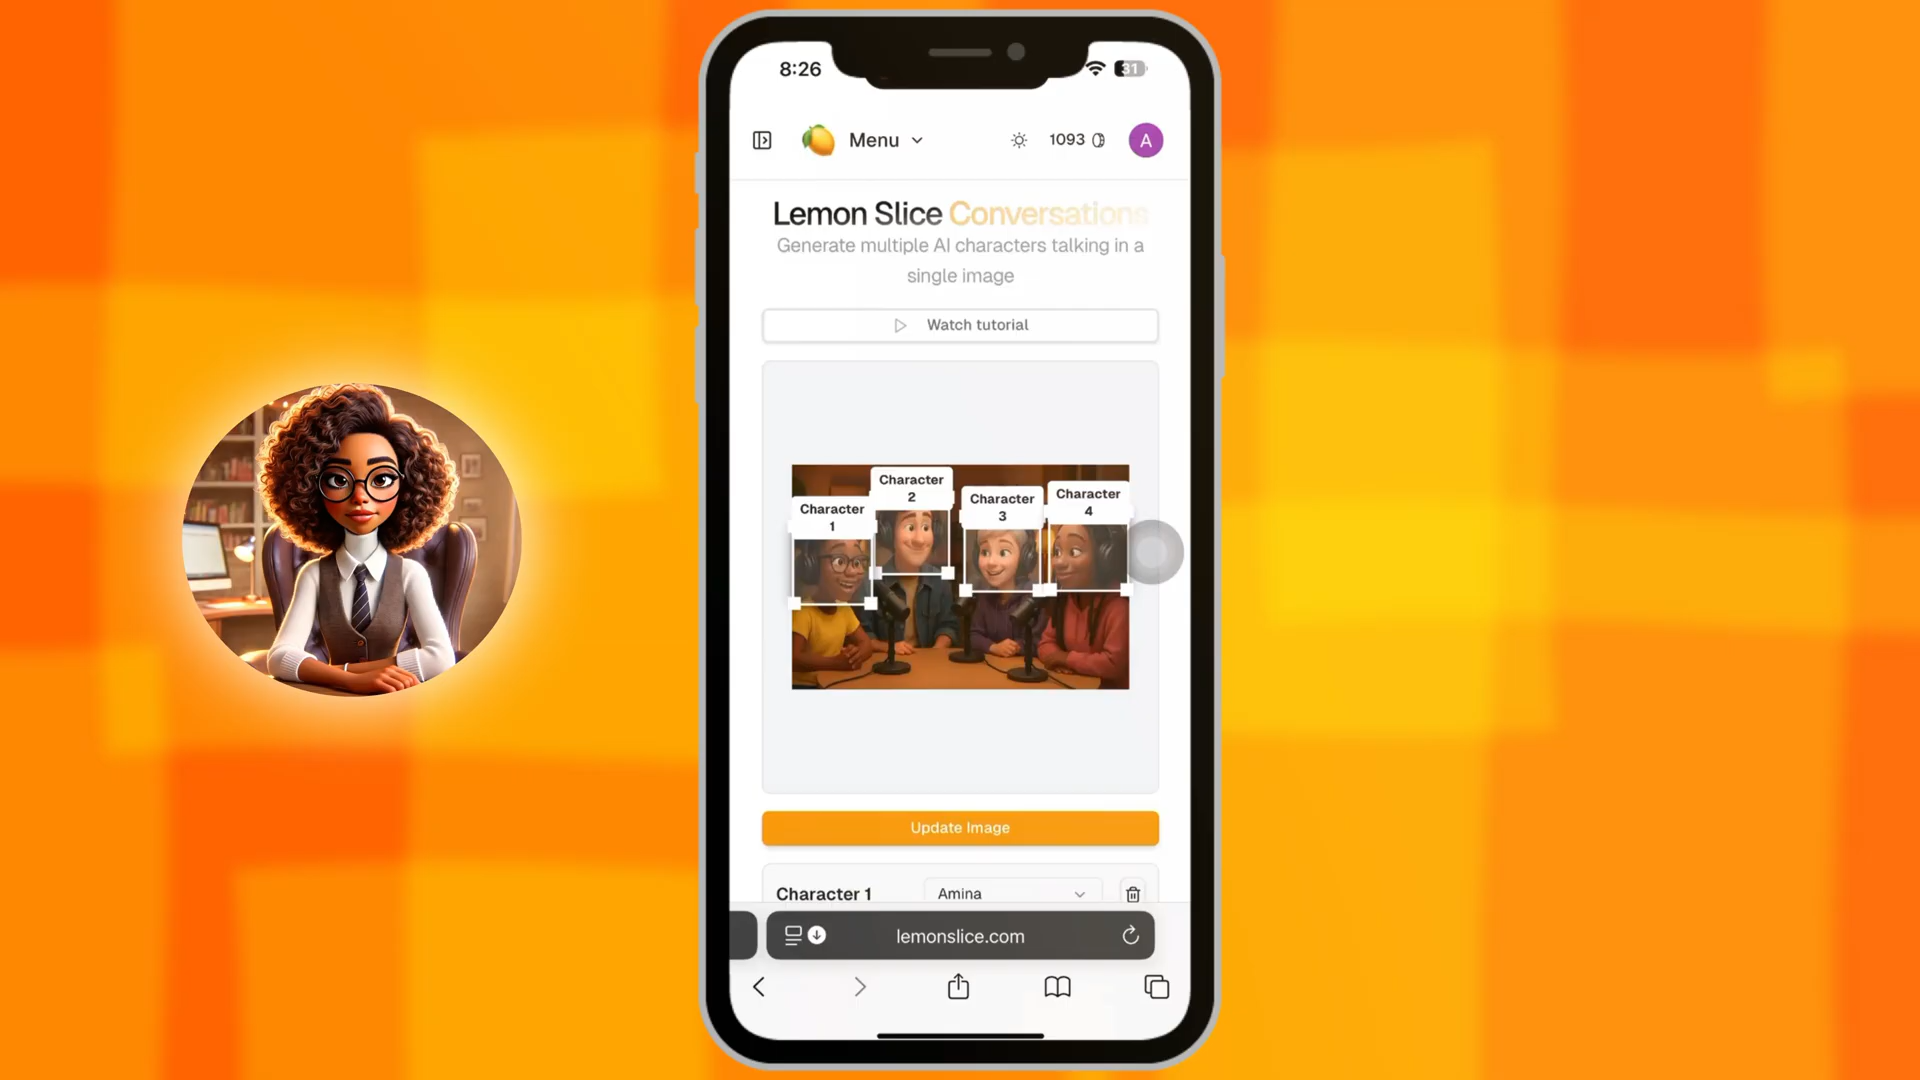 8:26
31
Menu
1093
A
Lemon Slice Conversations
Generate multiple AI characters talking in a
single image
Watch tutorial
Character
1
Character
2
Character
3
Character
4
Update Image
Character 1
Amina
lemonslice.com